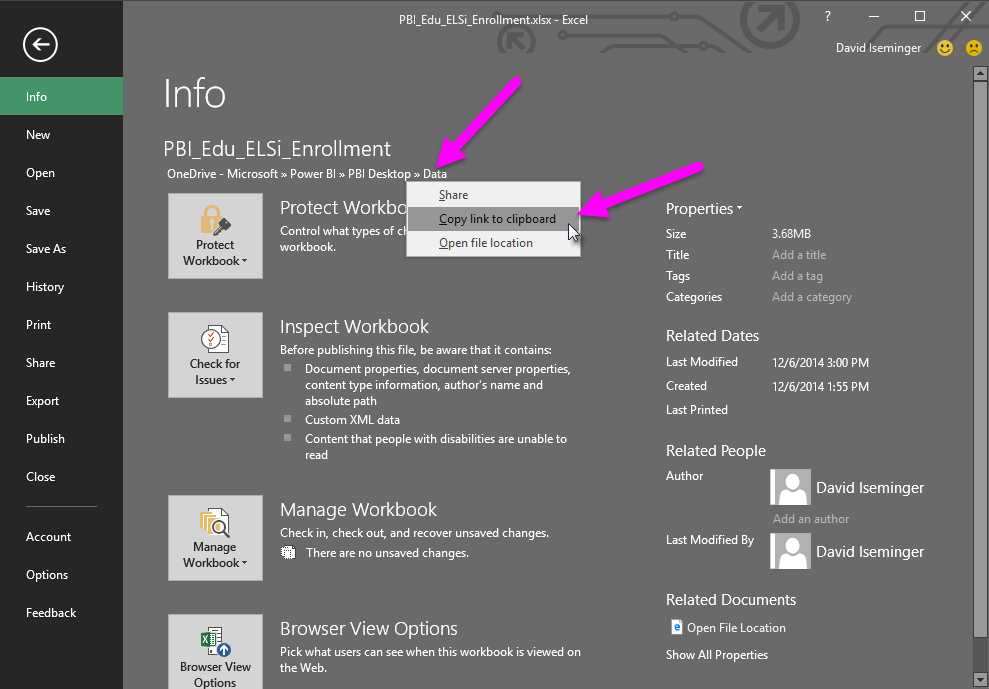 PBI_Edu_ELSi_Enrollment.xlsx - Excel
?
David Iseminger
Info
New
Open
Save
Save As
History
Print
Share
Export
Publish
Close
Account
Options
Feedback
Info
PBI_Edu_ELSi_Enrollment
OneDrive - Microsoft » Power BI » PBI Desktop » Data
Share
Copy link to clipboard
Open file location
Protect
Workbook
Protect Workbo
Control what types of cl
workbook.
Check for
Issues
Inspect Workbook
Before publishing this file, be aware that it contains:
Document properties, document server properties,
content type information, author's name and
absolute path
Custom XML data
Content that people with disabilities are unable to
read
Manage
Workbook
Manage Workbook
Check in, check out, and recover unsaved changes.
There are no unsaved changes.
Browser View
Options
Browser View Options
Pick what users can see when this workbook is viewed on
the Web.
Properties
Size 3.68MB
Title Add a title
Tags Add a tag
Categories Add a category
Related Dates
Last Modified 12/6/2014 3:00 PM
Created 12/6/2014 1:55 PM
Last Printed
Related People
Author David Iseminger
Add an author
Last Modified By David Iseminger
Related Documents
Open File Location
Show All Properties